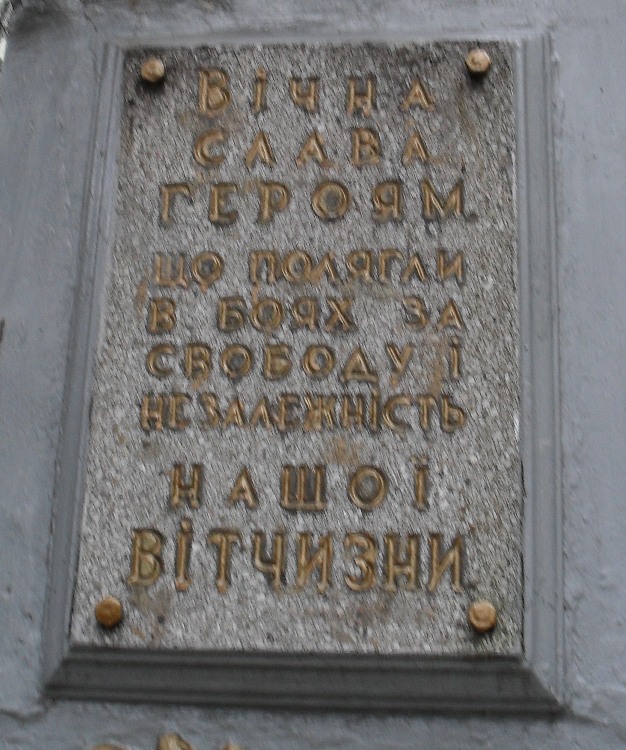 ВІЧНА
СЛАВА
ГЕРОЯМ
ЩО ПОЛЯГЛИ
В БОЯХ ЗА
СВОБОДУ І
НЕЗАЛЕЖНІСТЬ
НАШОЇ
ВІТЧИЗНИ